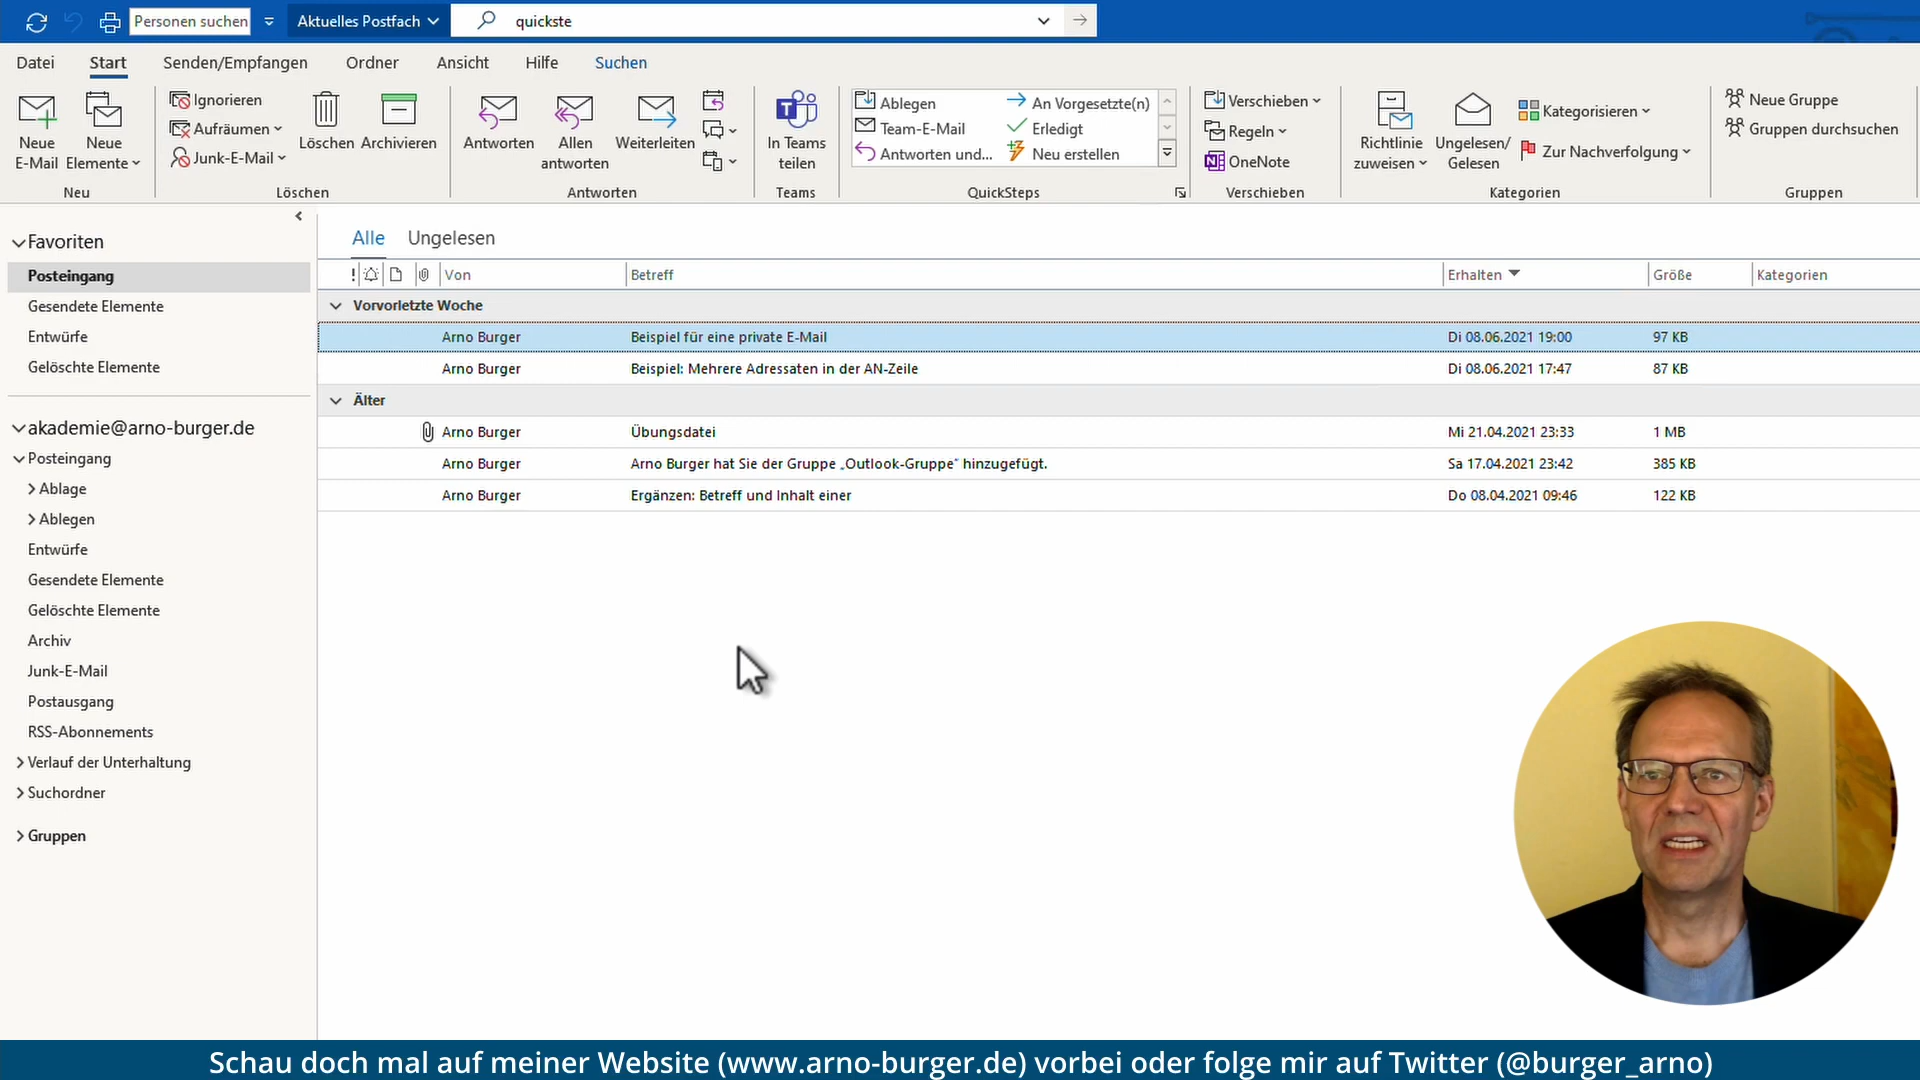 Personen suchen
Aktuelles Postfach
quickste
Datei
Start
Senden/Empfangen
Ordner
Ansicht
Hilfe
Suchen
Neue E-Mail
Neue Elemente
Neu
Ignorieren
Aufräumen
Junk-E-Mail
Löschen
Archivieren
Löschen
Antworten
Allen antworten
Weiterleiten
Antworten
In Teams teilen
Teams
Ablegen
Team-E-Mail
Antworten und...
An Vorgesetzte(n)
Erledigt
Neu erstellen
QuickSteps
Verschieben
Regeln
OneNote
Verschieben
Richtlinie zuweisen
Ungelesen/ Gelesen
Kategorisieren
Zur Nachverfolgung
Kategorien
Neue Gruppe
Gruppen durchsuchen
Gruppen
Favoriten
Posteingang
Gesendete Elemente
Entwürfe
Gelöschte Elemente
akademie@arno-burger.de
Posteingang
Ablage
Ablegen
Entwürfe
Gesendete Elemente
Gelöschte Elemente
Archiv
Junk-E-Mail
Postausgang
RSS-Abonnements
Verlauf der Unterhaltung
Suchordner
Gruppen
Alle Ungelesen
Von Betreff Erhalten Größe Kategorien
Vorvorletzte Woche
Arno Burger Beispiel für eine private E-Mail Di 08.06.2021 19:00 97 KB
Arno Burger Beispiel: Mehrere Adressaten in der AN-Zeile Di 08.06.2021 17:47 87 KB
Älter
Arno Burger Übungsdatei Mi 21.04.2021 23:33 1 MB
Arno Burger Arno Burger hat Sie der Gruppe „Outlook-Gruppe“ hinzugefügt. Sa 17.04.2021 23:42 385 KB
Arno Burger Ergänzen: Betreff und Inhalt einer Do 08.04.2021 09:46 122 KB
Schau doch mal auf meiner Website (www.arno-burger.de) vorbei oder folge mir auf Twitter (@burger_arno)